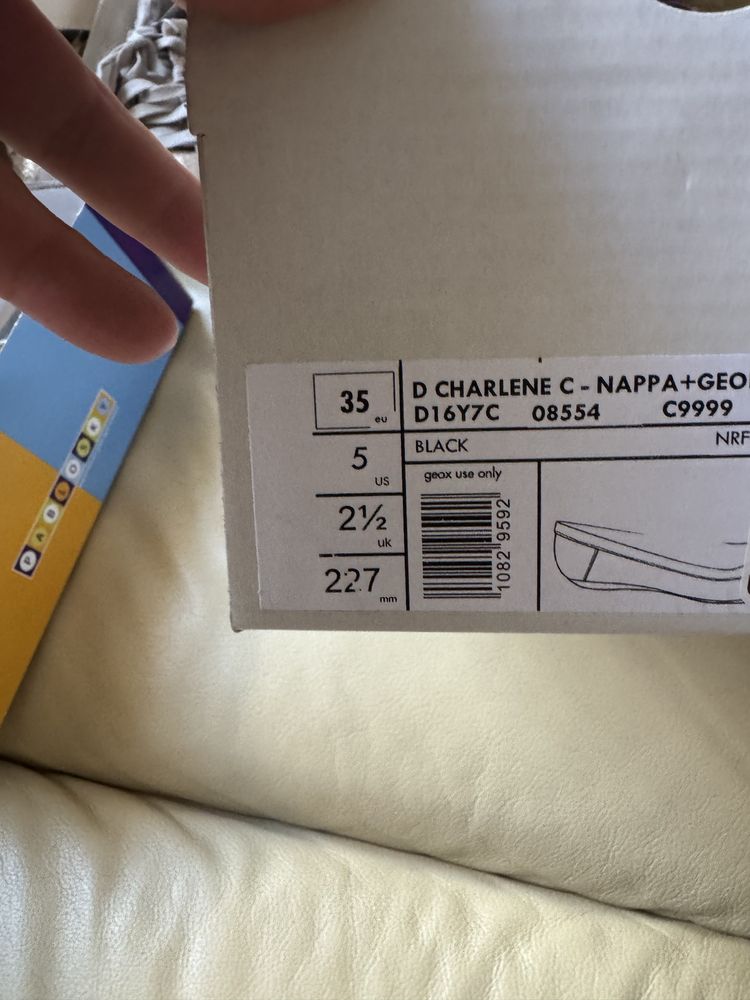 35 eu
D CHARLENE C - NAPPA+GEO
D16Y7C 08554 C9999
5 US
BLACK NRF
geox use only
2½ uk
1082 9592
227 mm
PABLOSKY